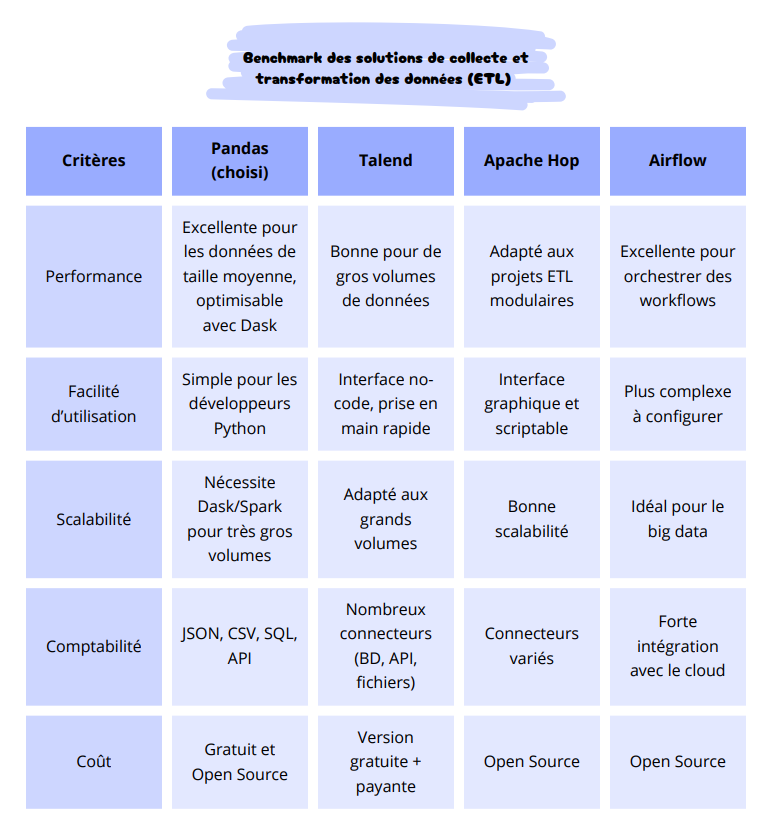 Benchmark des solutions de collecte et
transformation des données (ETL)
Critères
Pandas
(choisi)
Talend
Apache Hop
Airflow
Performance
Excellente pour
les données de
taille moyenne,
optimisable
avec Dask
Bonne pour de
gros volumes
de données
Adapté aux
projets ETL
modulaires
Excellente pour
orchestrer des
workflows
Facilité
d’utilisation
Simple pour les
développeurs
Python
Interface no-
code, prise en
main rapide
Interface
graphique et
scriptable
Plus complexe
à configurer
Scalabilité
Nécessite
Dask/Spark
pour très gros
volumes
Adapté aux
grands
volumes
Bonne
scalabilité
Idéal pour le
big data
Comptabilité
JSON, CSV, SQL,
API
Nombreux
connecteurs
(BD, API,
fichiers)
Connecteurs
variés
Forte
intégration
avec le cloud
Coût
Gratuit et
Open Source
Version
gratuite +
payante
Open Source
Open Source